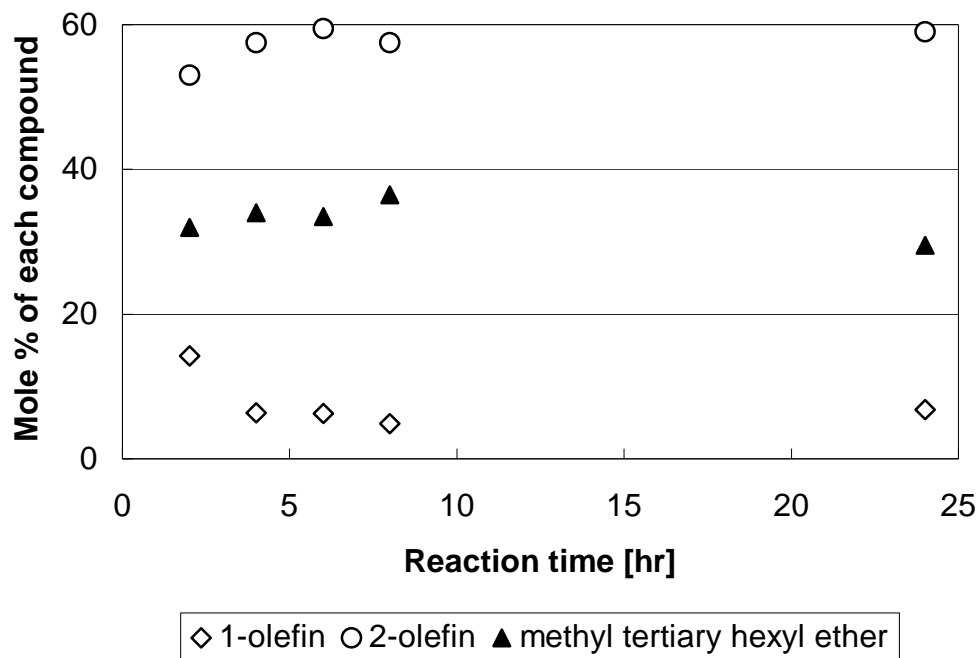 60
40
20
0
Mole % of each compound
0 5 10 15 20 25
Reaction time [hr]
1-olefin 2-olefin methyl tertiary hexyl ether